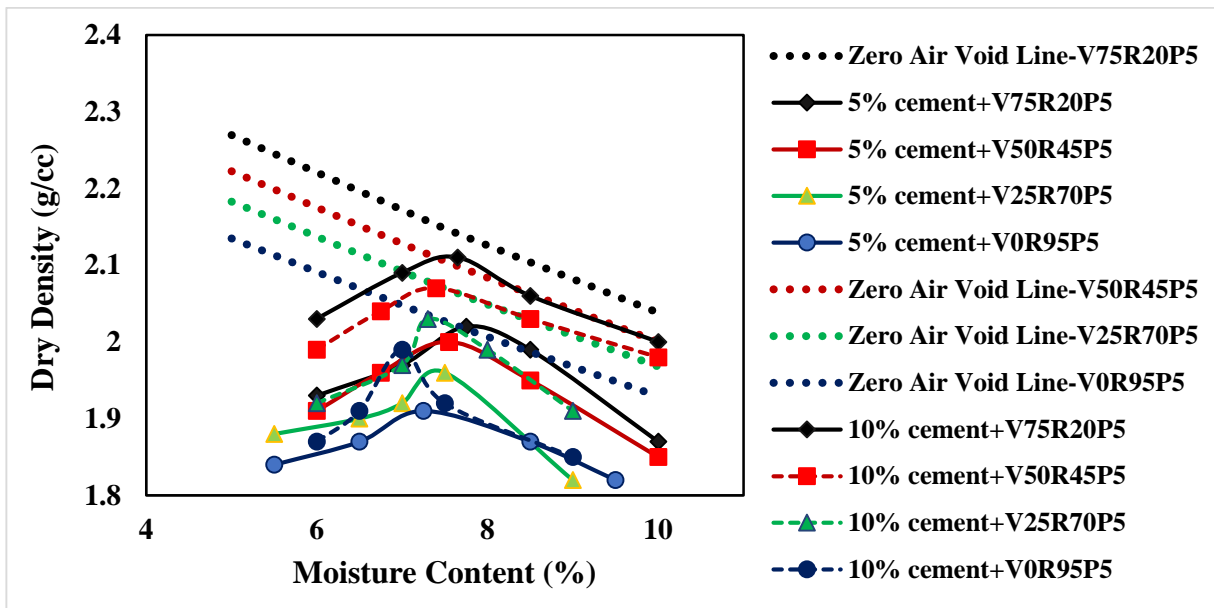 2.4
2.3
2.2
2.1
2
1.9
1.8
Dry Density (g/cc)
4
6
8
10
Moisture Content (%)
Zero Air Void Line-V75R20P5
5% cement+V75R20P5
5% cement+V50R45P5
5% cement+V25R70P5
5% cement+V0R95P5
Zero Air Void Line-V50R45P5
Zero Air Void Line-V25R70P5
Zero Air Void Line-V0R95P5
10% cement+V75R20P5
10% cement+V50R45P5
10% cement+V25R70P5
10% cement+V0R95P5